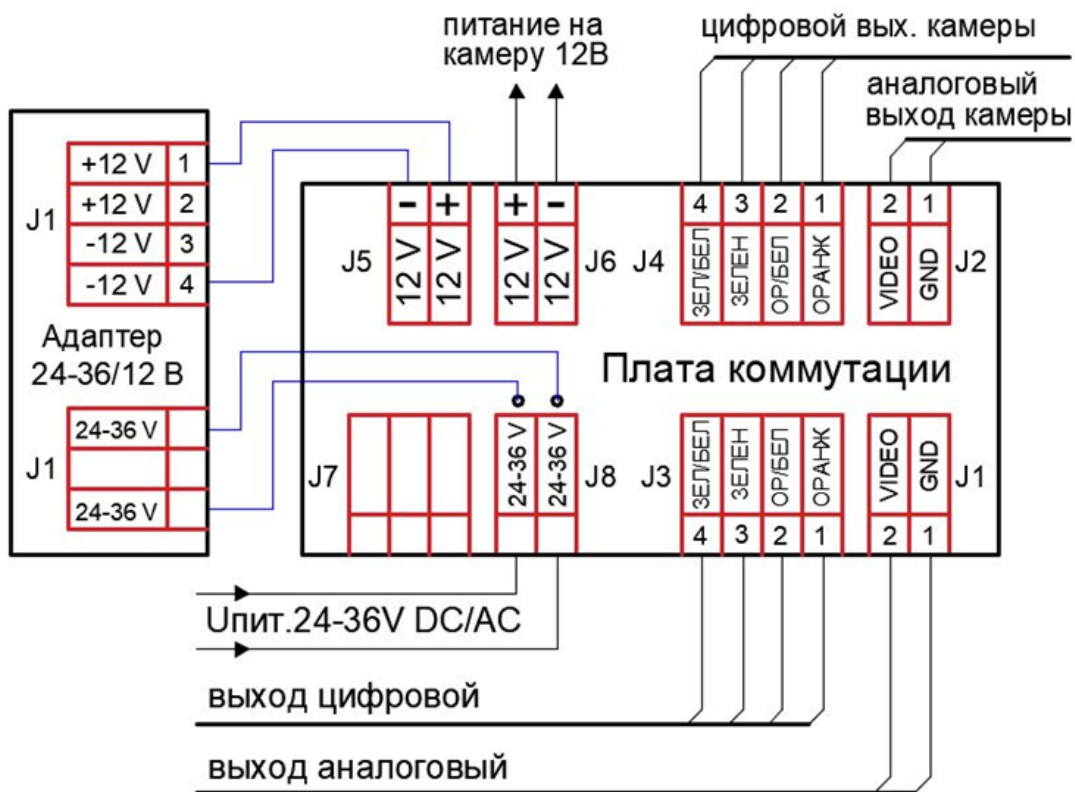 питание на
камеру 12В
цифровой вых. камеры
аналоговый
выход камеры
J1
+12 V 1
+12 V 2
-12 V 3
-12 V 4
Адаптер
24-36/12 В
J1
24-36 V
24-36 V
J5
- +
12 V 12 V
+ -
12 V 12 V
J6
J4
4 3 2 1
ЗЕЛ/БЕЛ ЗЕЛЕН ОР/БЕЛ ОРАНЖ
2 1
VIDEO GND
J2
Плата коммутации
J7
24-36 V 24-36 V
J8
J3
ЗЕЛ/БЕЛ ЗЕЛЕН ОР/БЕЛ ОРАНЖ
4 3 2 1
VIDEO GND
2 1
J1
Uпит.24-36V DC/AC
выход цифровой
выход аналоговый